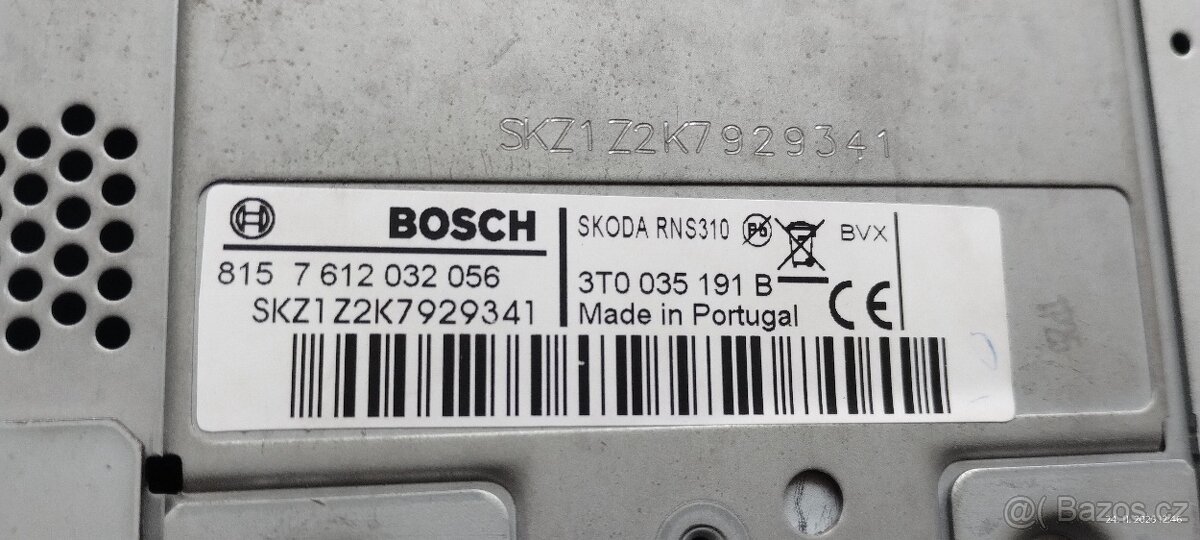 SKZ1Z2K7929341
BOSCH
815 7 612 032 056
SKZ1Z2K7929341
SKODA RNS310
Pb
BVX
3T0 035 191 B
Made in Portugal
CE
@ Bazos.cz